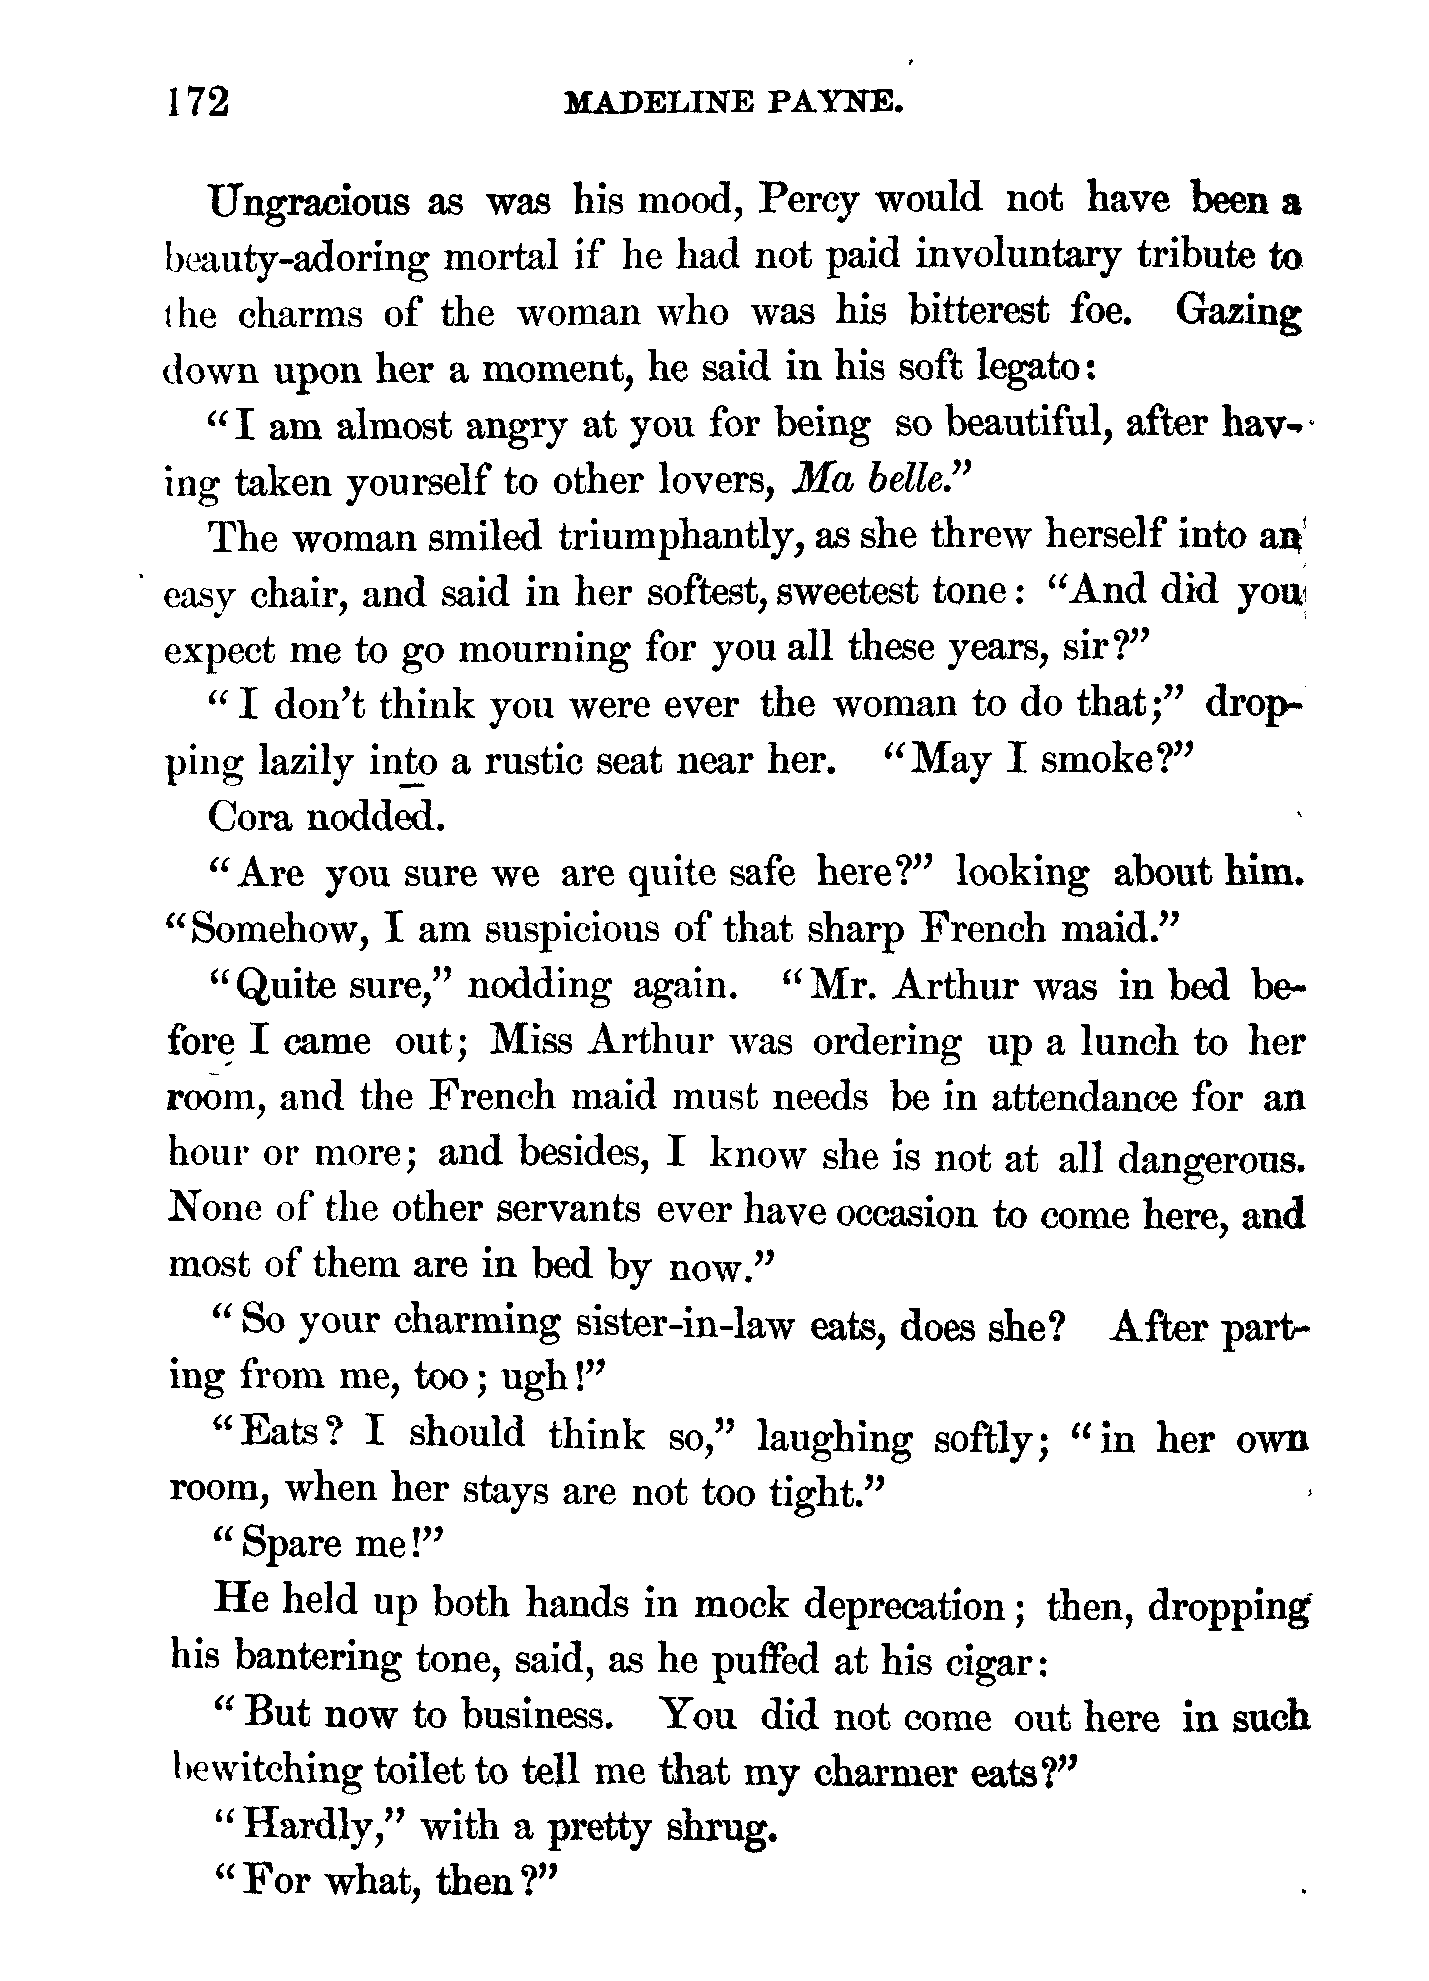 172 MADELINE PAYNE.
Ungracious as was his mood, Percy would not have been a
beauty-adoring mortal if he had not paid involuntary tribute to
the charms of the woman who was his bitterest foe. Gazing
down upon her a moment, he said in his soft legato:
"I am almost angry at you for being so beautiful, after hav-
ing taken yourself to other lovers, Ma belle."
The woman smiled triumphantly, as she threw herself into an
easy chair, and said in her softest, sweetest tone: "And did you
expect me to go mourning for you all these years, sir?"
"I don't think you were ever the woman to do that;" drop-
ping lazily into a rustic seat near her. "May I smoke?"
Cora nodded.
"Are you sure we are quite safe here?" looking about him.
"Somehow, I am suspicious of that sharp French maid."
"Quite sure," nodding again. "Mr. Arthur was in bed be-
fore I came out; Miss Arthur was ordering up a lunch to her
room, and the French maid must needs be in attendance for an
hour or more; and besides, I know she is not at all dangerous.
None of the other servants ever have occasion to come here, and
most of them are in bed by now."
"So your charming sister-in-law eats, does she? After part-
ing from me, too; ugh!"
"Eats? I should think so," laughing softly; "in her own
room, when her stays are not too tight."
"Spare me!"
He held up both hands in mock deprecation; then, dropping
his bantering tone, said, as he puffed at his cigar:
"But now to business. You did not come out here in such
bewitching toilet to tell me that my charmer eats?"
"Hardly," with a pretty shrug.
"For what, then?"